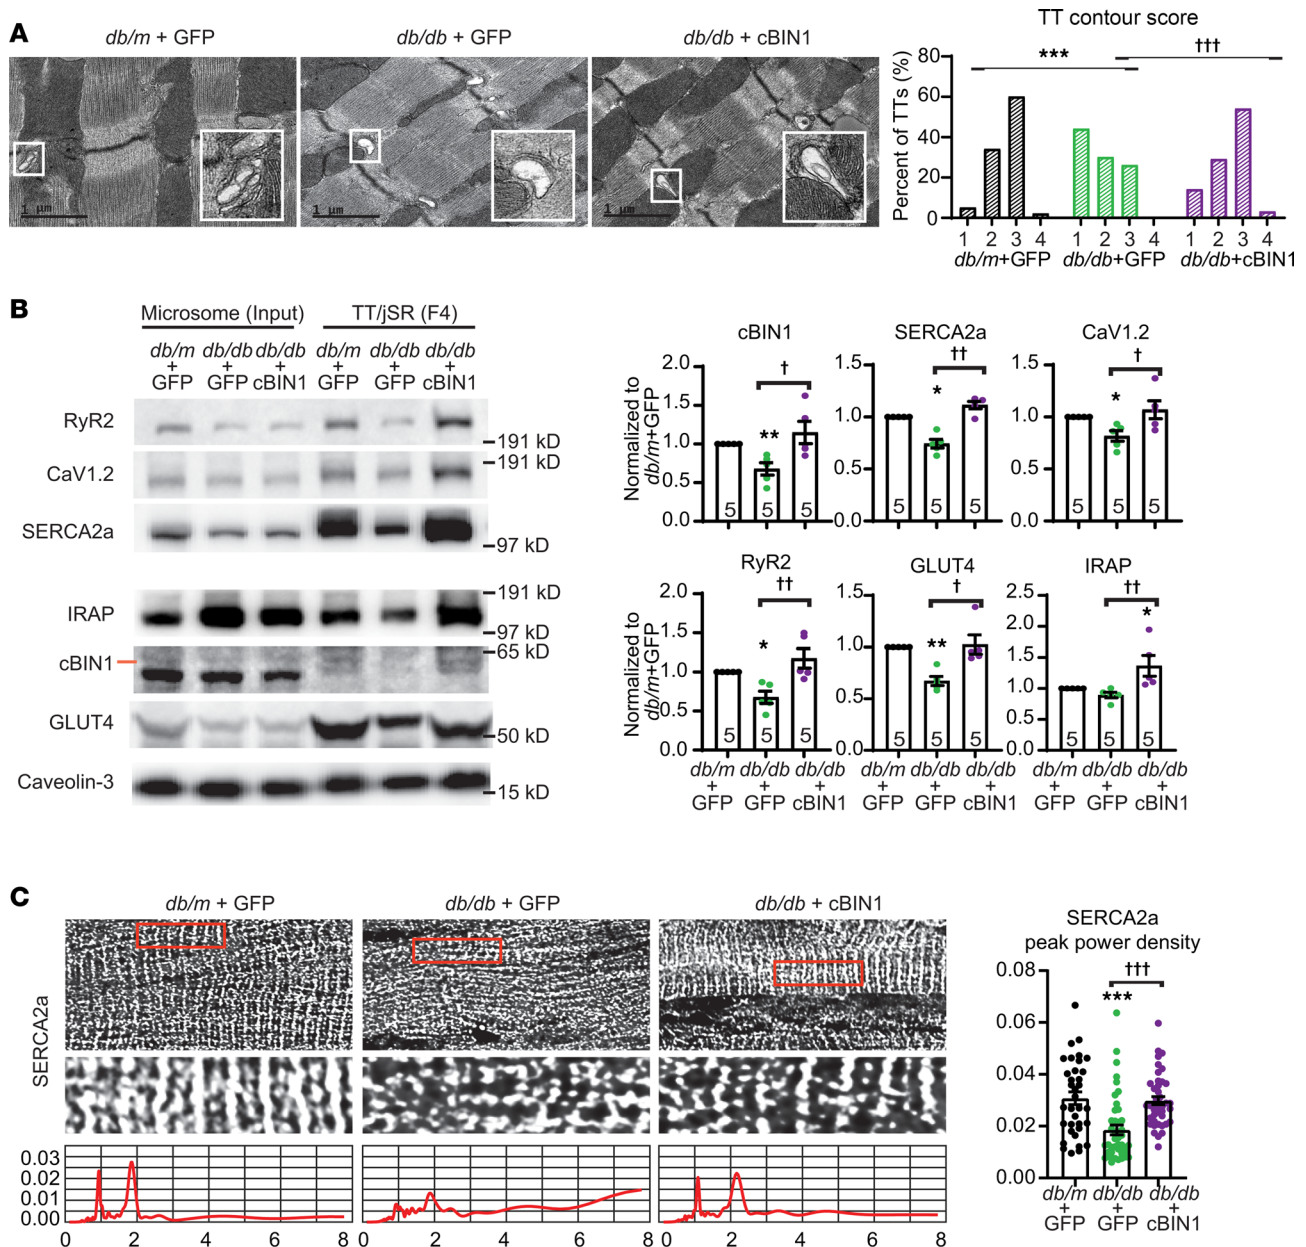 A
db/m + GFP
db/db + GFP
db/db + cBIN1
1 μm
1 μm
1 μm
TT contour score
Percent of TTs (%)
80
60
40
20
0
***
†††
1 2 3 4
1 2 3 4
1 2 3 4
db/m+GFP
db/db+GFP
db/db+cBIN1
B
Microsome (Input)
TT/jSR (F4)
db/m db/db db/db db/m db/db db/db
+ + + + + +
GFP GFP cBIN1 GFP GFP cBIN1
RyR2
191 kD
CaV1.2
191 kD
SERCA2a
97 kD
IRAP
191 kD
97 kD
cBIN1
65 kD
GLUT4
50 kD
Caveolin-3
15 kD
cBIN1
Normalized to
db/m+GFP
2.0
1.5
1.0
0.5
0.0
†
**
5 5 5
SERCA2a
1.5
1.0
0.5
0.0
††
*
5 5 5
CaV1.2
1.5
1.0
0.5
0.0
†
*
5 5 5
RyR2
Normalized to
db/m+GFP
2.0
1.5
1.0
0.5
0.0
††
*
5 5 5
db/m db/db db/db
+ + +
GFP GFP cBIN1
GLUT4
1.5
1.0
0.5
0.0
†
**
5 5 5
db/m db/db db/db
+ + +
GFP GFP cBIN1
IRAP
2.5
2.0
1.5
1.0
0.5
0.0
††
*
5 5 5
db/m db/db db/db
+ + +
GFP GFP cBIN1
C
db/m + GFP
db/db + GFP
db/db + cBIN1
SERCA2a
0.03
0.02
0.01
0.00
0 2 4 6 8
0 2 4 6 8
0 2 4 6 8
SERCA2a
peak power density
0.08
0.06
0.04
0.02
0.00
†††
***
db/m db/db db/db
+ + +
GFP GFP cBIN1